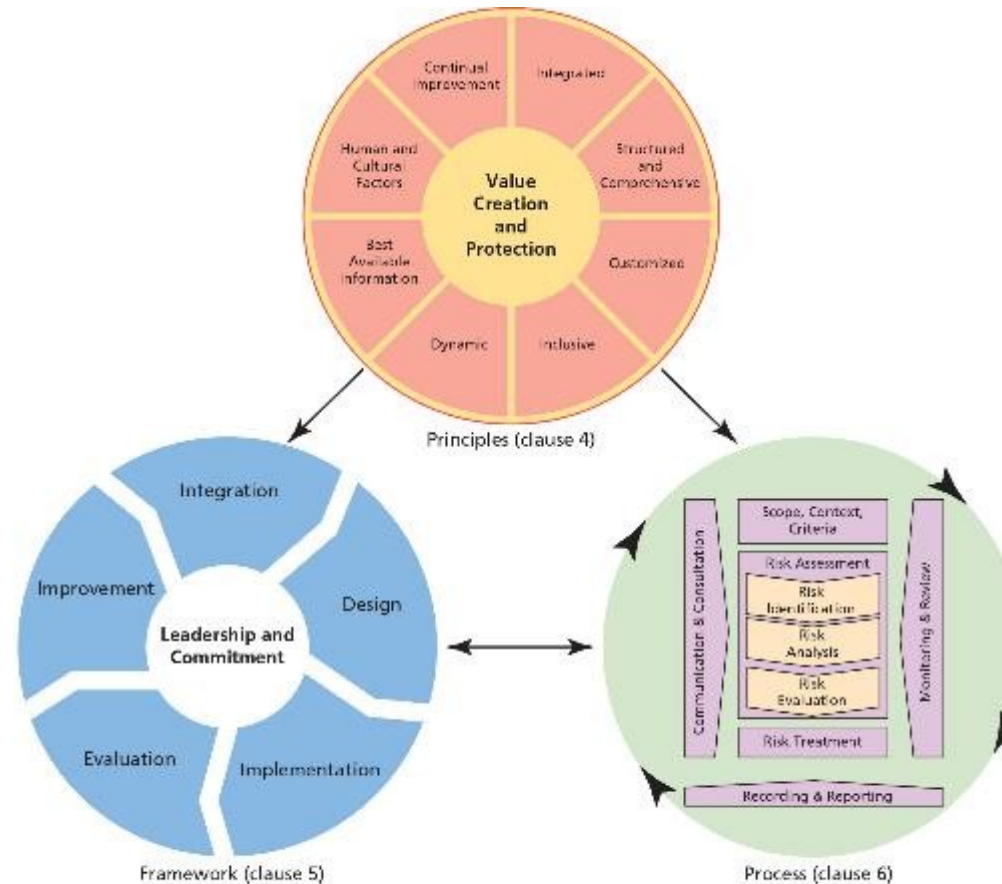 Continual
Improvement
Integrated
Human and
Cultural
Factors
Structured
and
Comprehensive
Value
Creation
and
Protection
Best
Available
Information
Customized
Dynamic
Inclusive
Principles (clause 4)
Integration
Improvement
Design
Leadership and
Commitment
Evaluation
Implementation
Framework (clause 5)
Scope, Context,
Criteria
Communication & Consultation
Risk Assessment
Risk
Identification
Risk
Analysis
Risk
Evaluation
Monitoring & Review
Risk Treatment
Recording & Reporting
Process (clause 6)